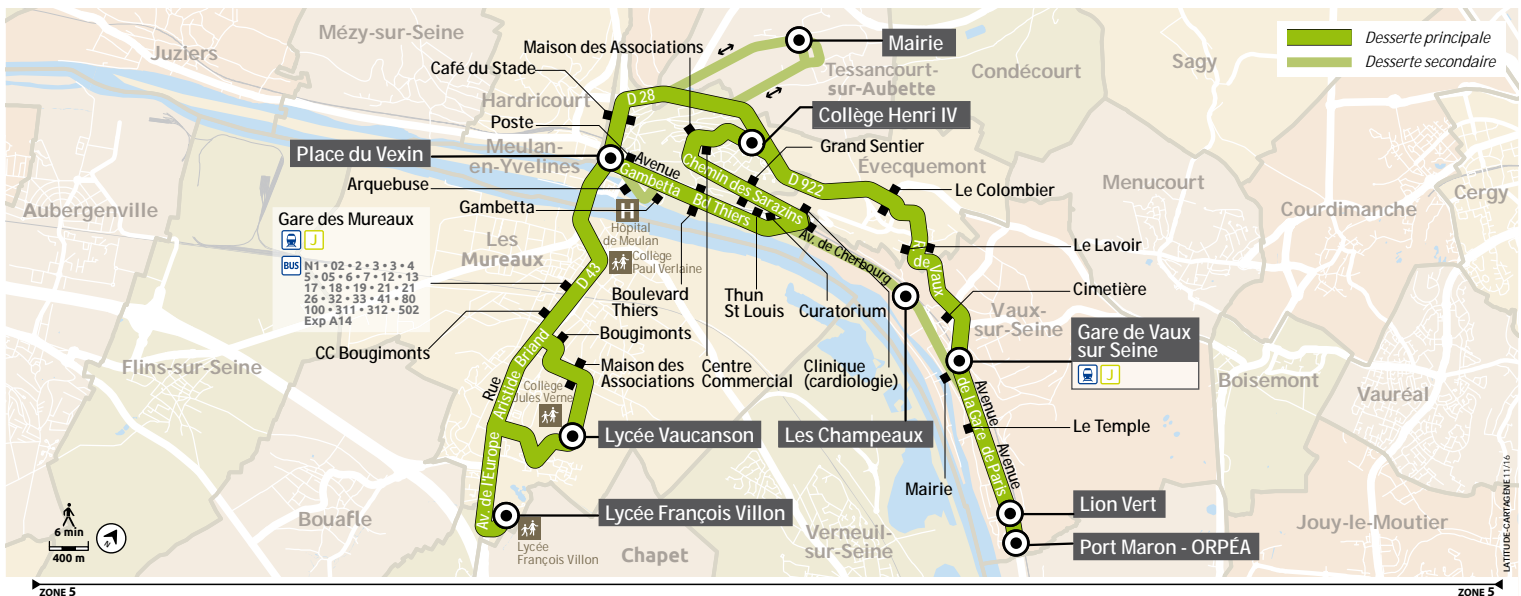 Mézy-sur-Seine
Juziers
Maison des Associations
Mairie
Desserte principale
Desserte secondaire
Café du Stade
Tessancourt-
sur-Aubette
Condécourt
Sagy
Hardricourt
D 28
Poste
Collège Henri IV
Place du Vexin
Meulan-
en-Yvelines
Avenue
Gambetta
Bd Thiers
Chemin des Sarazins
Grand Sentier
Évecquemont
D 922
Le Colombier
Menucourt
Cergy
Courdimanche
Arquebuse
Gambetta
Aubergenville
Gare des Mureaux
J
BUS
N1 • 02 • 2 • 3 • 3 • 4
5 • 05 • 6 • 7 • 12 • 13
17 • 18 • 19 • 21 • 21
26 • 32 • 33 • 41 • 80
100 • 311 • 312 • 502
Exp A14
Les
Mureaux
H
Hôpital
de Meulan
Collège
Paul Verlaine
Av. de Cherbourg
R. de Vaux
Le Lavoir
D 43
Boulevard
Thiers
Thun
St Louis
Curatorium
Cimetière
Vaux-
sur-Seine
CC Bougimonts
Bougimonts
Gare de Vaux
sur Seine
J
Flins-sur-Seine
Rue
Aristide Briand
Maison des
Associations
Centre
Commercial
Clinique
(cardiologie)
Boisemont
Vauréal
Collège
Jules Verne
Avenue
de la Gare
Lycée Vaucanson
Les Champeaux
Le Temple
Avenue
de Paris
Av. de l'Europe
Mairie
Lion Vert
Lycée François Villon
Bouafle
6 min
400 m
Lycée
François Villon
Chapet
Verneuil-
sur-Seine
Port Maron - ORPÉA
Jouy-le-Moutier
LATITUDE-CARTAGÈNE 11/16
ZONE 5
ZONE 5